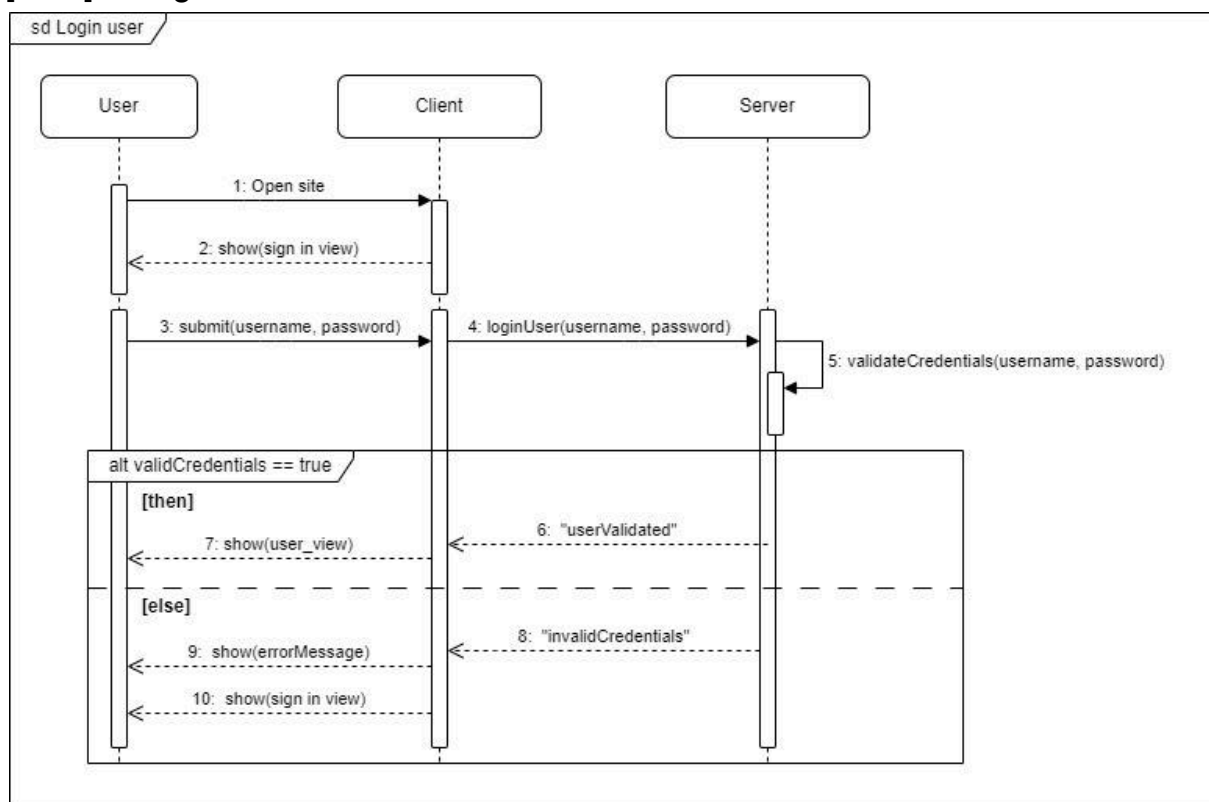 sd Login user
User
Client
Server
1: Open site
2: show(sign in view)
3: submit(username, password)
4: loginUser(username, password)
5: validateCredentials(username, password)
alt validCredentials == true
[then]
6: "userValidated"
7: show(user_view)
[else]
8: "invalidCredentials"
9: show(errorMessage)
10: show(sign in view)